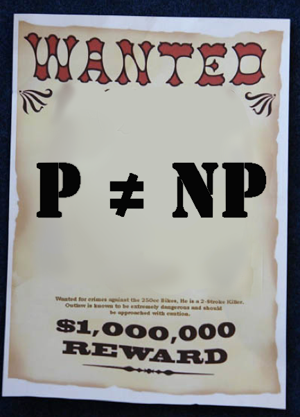 WANTED
P ≠ NP
Wanted for crimes against the 250cc Bikes, He is a 2-Stroke Killer.
Outlaw is known to be extremely dangerous and should
be approached with caution.
$1,000,000
REWARD